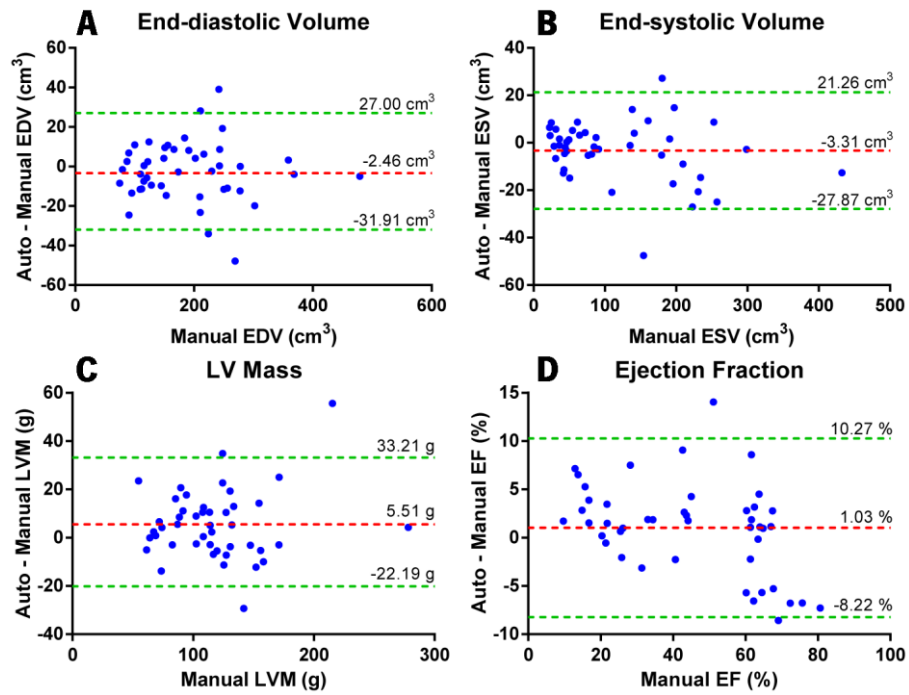 A End-diastolic Volume
Auto - Manual EDV (cm³)
60
40
20
0
-20
-40
-60
27.00 cm³
-2.46 cm³
-31.91 cm³
0 200 400 600
Manual EDV (cm³)
B End-systolic Volume
Auto - Manual ESV (cm³)
40
20
0
-20
-40
-60
21.26 cm³
-3.31 cm³
-27.87 cm³
0 100 200 300 400 500
Manual ESV (cm³)
C LV Mass
Auto - Manual LVM (g)
60
40
20
0
-20
-40
33.21 g
5.51 g
-22.19 g
0 100 200 300
Manual LVM (g)
D Ejection Fraction
Auto - Manual EF (%)
15
10
5
0
-5
-10
10.27 %
1.03 %
-8.22 %
0 20 40 60 80 100
Manual EF (%)